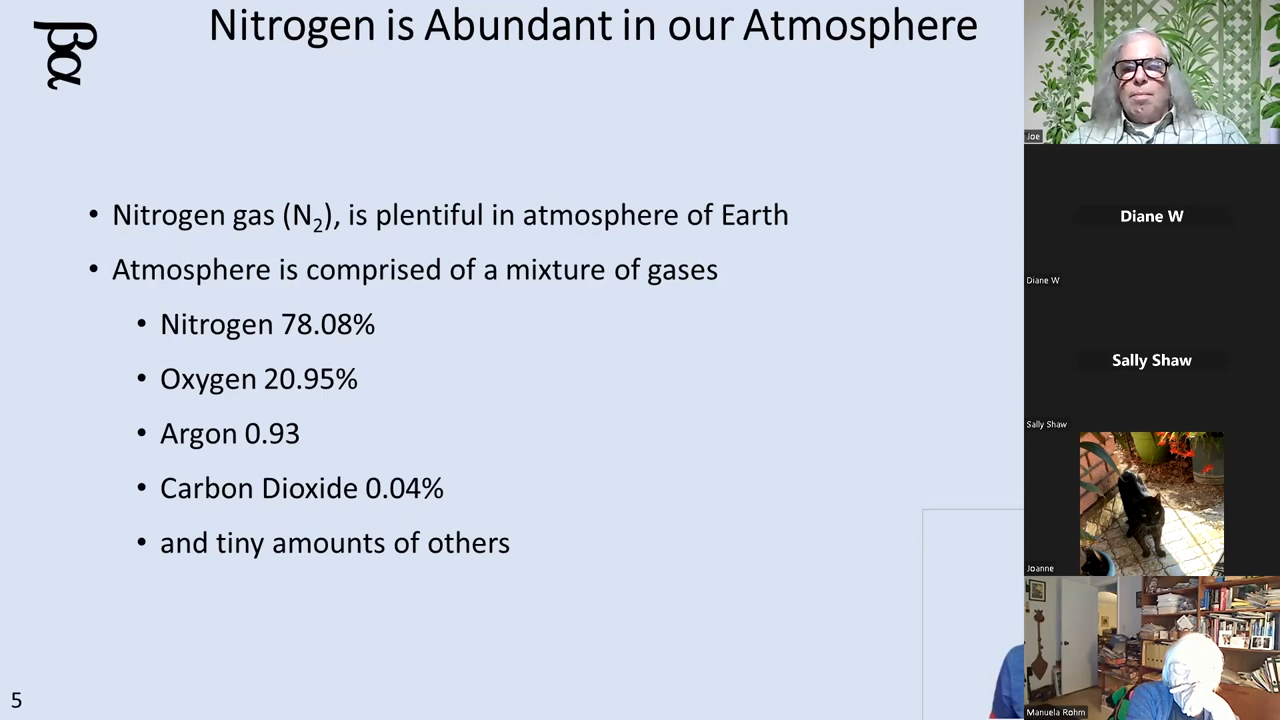 Nitrogen is Abundant in our Atmosphere
βα
• Nitrogen gas (N₂), is plentiful in atmosphere of Earth
• Atmosphere is comprised of a mixture of gases
• Nitrogen 78.08%
• Oxygen 20.95%
• Argon 0.93
• Carbon Dioxide 0.04%
• and tiny amounts of others
5
Joe
Diane W
Diane W
Sally Shaw
Sally Shaw
Joanne
Manuela Rohm